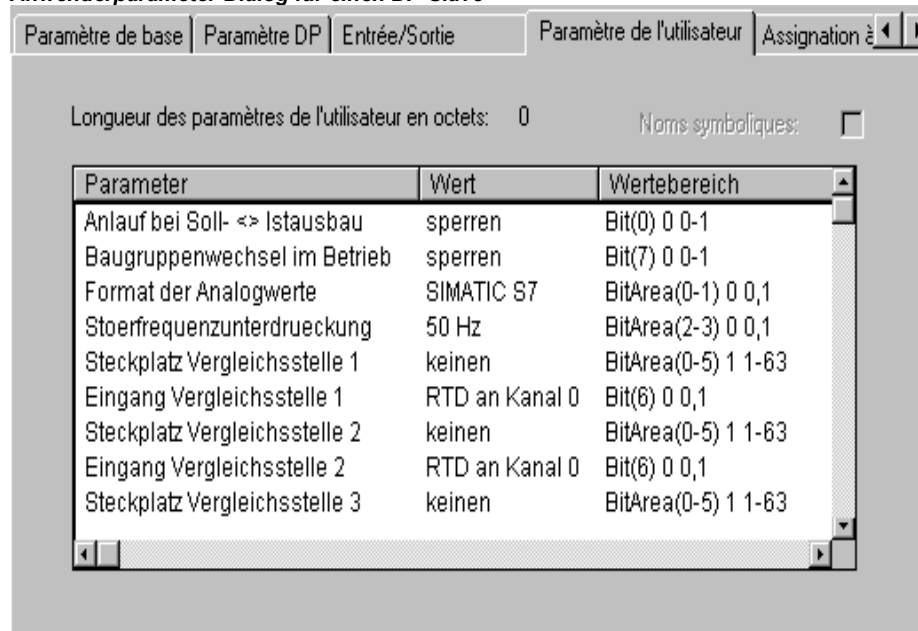 Anwenderparameter-Dialog für einen DP-Slave
Paramètre de base Paramètre DP Entrée/Sortie Paramètre de l'utilisateur Assignation à
Longueur des paramètres de l'utilisateur en octets: 0 Noms symboliques:
Parameter Wert Wertebereich
Anlauf bei Soll- <> Istausbau sperren Bit(0) 0 0-1
Baugruppenwechsel im Betrieb sperren Bit(7) 0 0-1
Format der Analogwerte SIMATIC S7 BitArea(0-1) 0 0,1
Stoerfrequenzunterdrueckung 50 Hz BitArea(2-3) 0 0,1
Steckplatz Vergleichsstelle 1 keinen BitArea(0-5) 1 1-63
Eingang Vergleichsstelle 1 RTD an Kanal 0 Bit(6) 0 0,1
Steckplatz Vergleichsstelle 2 keinen BitArea(0-5) 1 1-63
Eingang Vergleichsstelle 2 RTD an Kanal 0 Bit(6) 0 0,1
Steckplatz Vergleichsstelle 3 keinen BitArea(0-5) 1 1-63